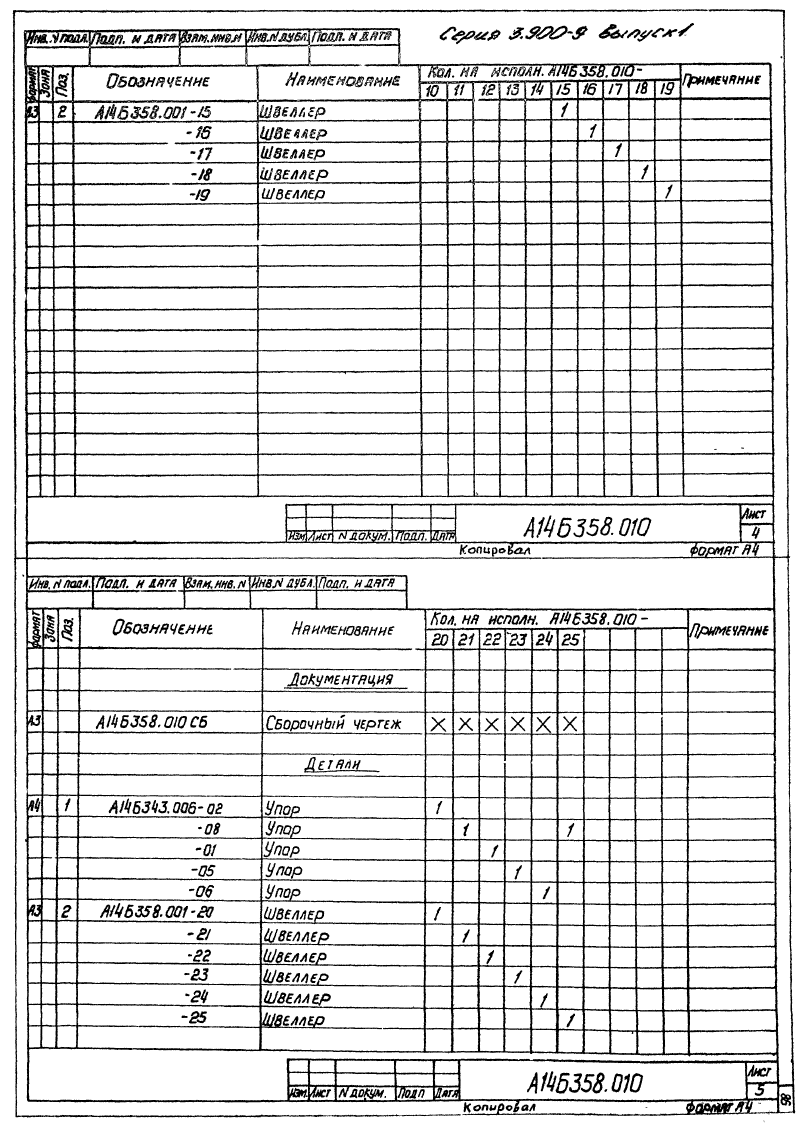 Серия 3.900-9 Выпуск 1
Инв. N подл. Подп. и дата Взам. инв. N Инв. N дубл. Подп. и дата
Формат Зона Поз. Обозначение Наименование Кол. на исполн. А14Б358.010- Примечание
10 11 12 13 14 15 16 17 18 19
А3 2 А14Б358.001-15 Швеллер 1
-16 Швеллер 1
-17 Швеллер 1
-18 Швеллер 1
-19 Швеллер 1
Изм. Лист N докум. Подп. Дата А14Б358.010 Лист 4
Копировал Формат А4
Инв. N подл. Подп. и дата Взам. инв. N Инв. N дубл. Подп. и дата
Формат Зона Поз. Обозначение Наименование Кол. на исполн. А14Б358.010- Примечание
20 21 22 23 24 25
Документация
А3 А14Б358.010 СБ Сборочный чертеж X X X X X X
Детали
А4 1 А14Б343.006-02 Упор 1
-08 Упор 1 1
-01 Упор 1
-05 Упор 1
-06 Упор 1
А3 2 А14Б358.001-20 Швеллер 1
-21 Швеллер 1
-22 Швеллер 1
-23 Швеллер 1
-24 Швеллер 1
-25 Швеллер 1
Изм. Лист N докум. Подп Дата А14Б358.010 Лист 5
Копировал Формат А4